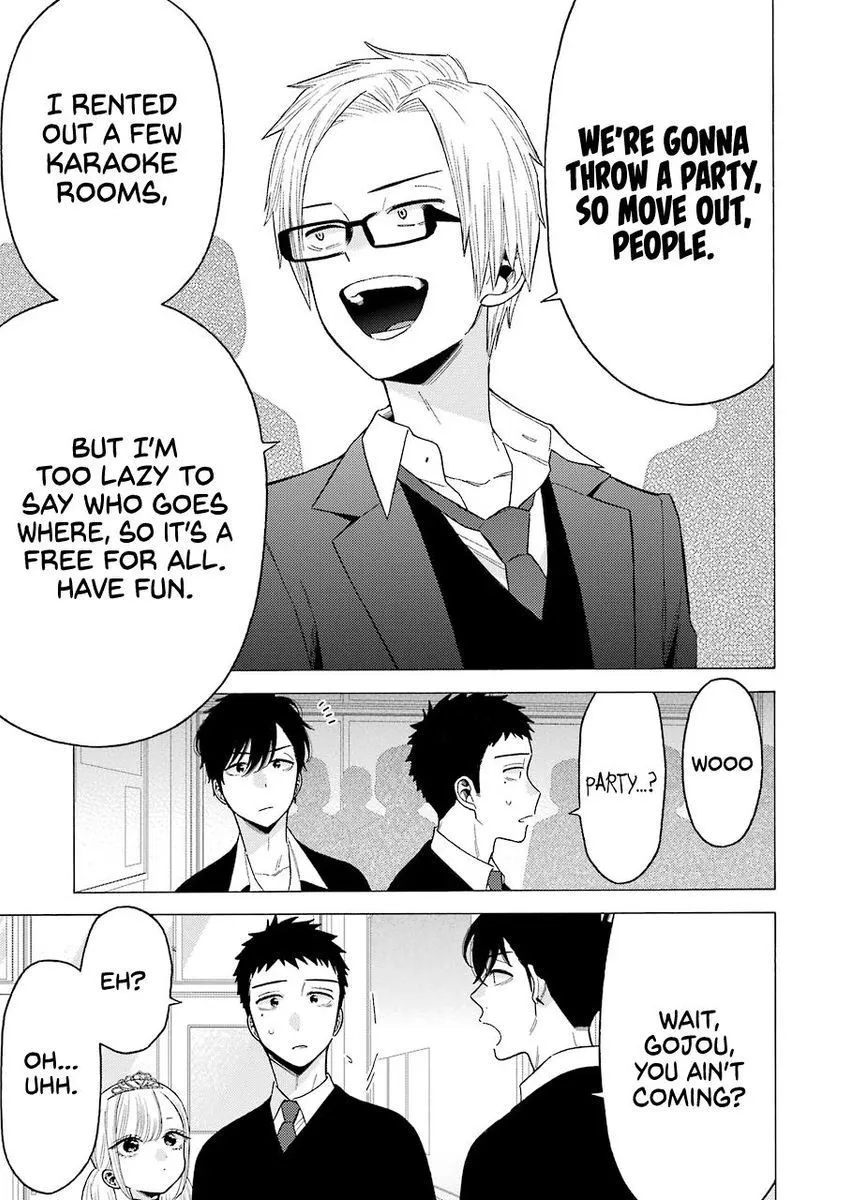 WE'RE GONNA
THROW A PARTY,
SO MOVE OUT,
PEOPLE.
I RENTED
OUT A FEW
KARAOKE
ROOMS,
BUT I'M
TOO LAZY TO
SAY WHO GOES
WHERE, SO IT'S A
FREE FOR ALL.
HAVE FUN.
WOOO
PARTY...?
WAIT,
GOJOU,
YOU AIN'T
COMING?
EH?
OH...
UHH.